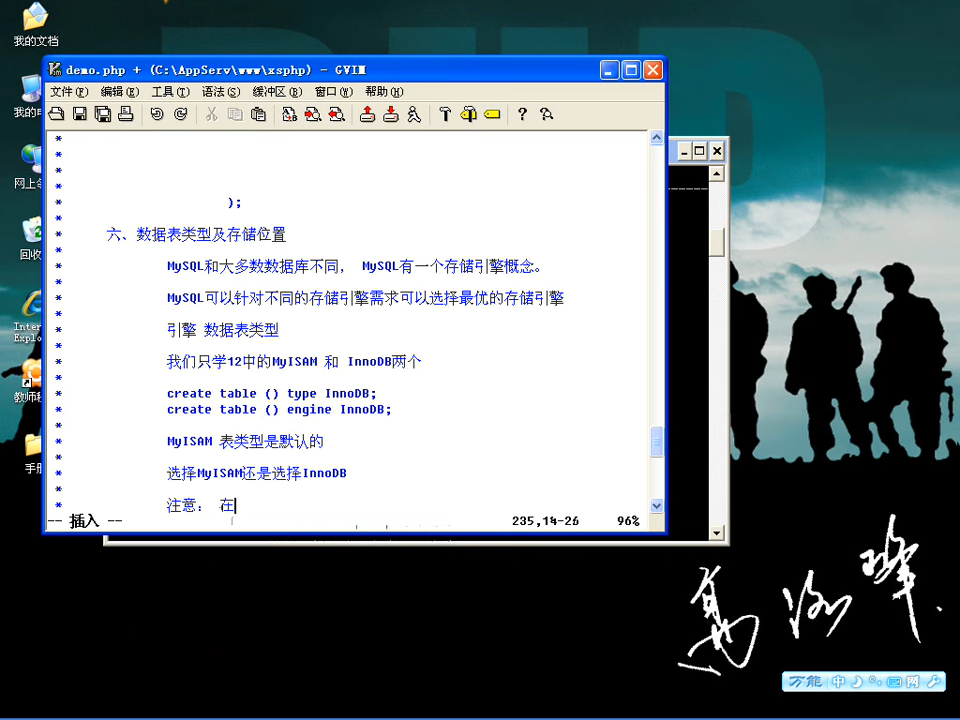 我的文档
demo.php + (C:\AppServ\www\xsphp) - GVIM
文件(F) 编辑(E) 工具(T) 语法(S) 缓冲区(B) 窗口(W) 帮助(H)
我的
网上
回收
Inter
Explo
教师
手册
*
*
*
*
* );
*
* 六、数据表类型及存储位置
*
* MySQL和大多数数据库不同, MySQL有一个存储引擎概念。
*
* MySQL可以针对不同的存储引擎需求可以选择最优的存储引擎
*
* 引擎 数据表类型
*
* 我们只学12中的MyISAM 和 InnoDB两个
*
* create table () type InnoDB;
* create table () engine InnoDB;
*
* MyISAM 表类型是默认的
*
* 选择MyISAM还是选择InnoDB
*
* 注意: 在
-- 插入 -- 235,14-26 96%
万能 中